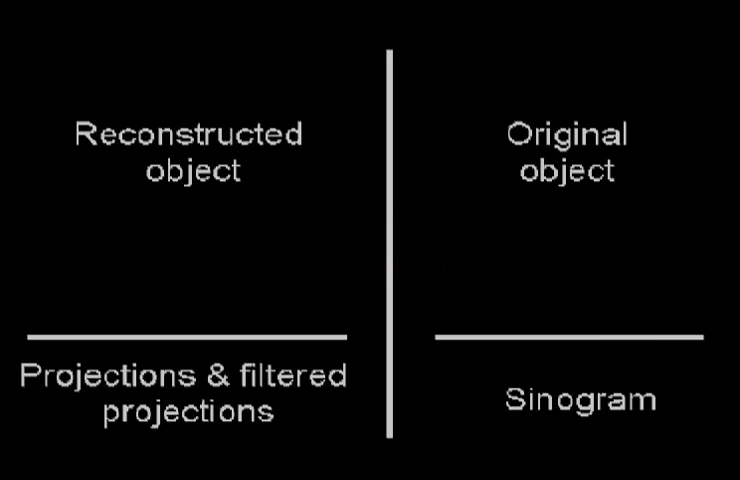 Reconstructed
object
Original
object
Projections & filtered
projections
Sinogram